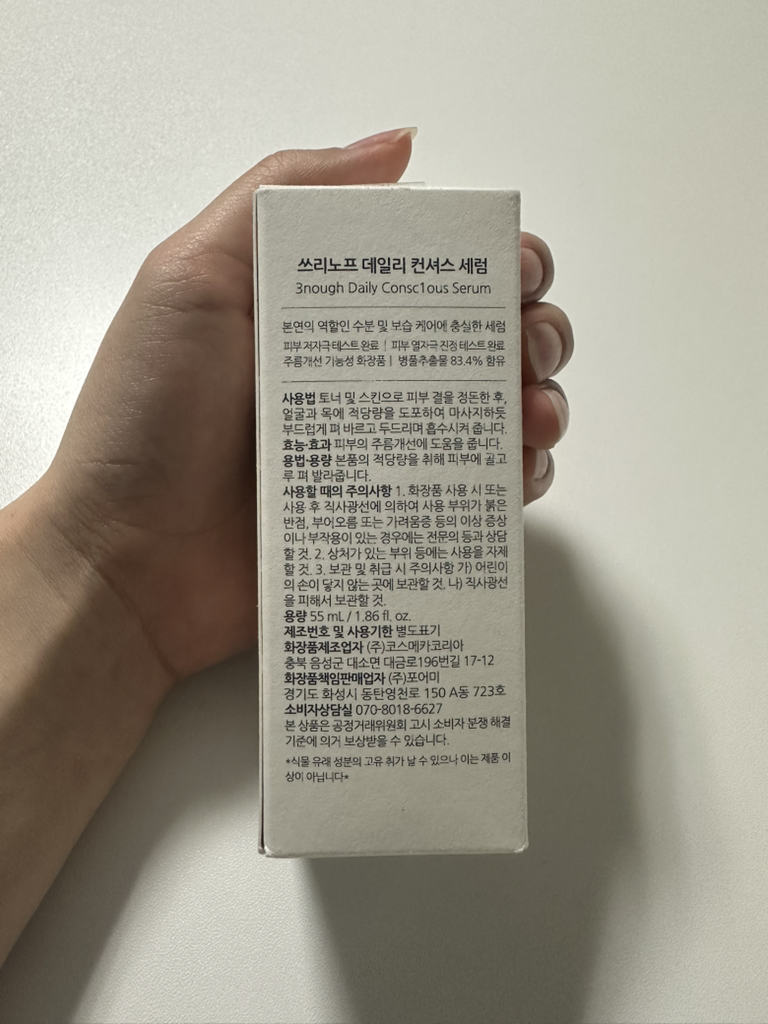 쓰리노프 데일리 컨셔스 세럼
3nough Daily Consc1ous Serum
본연의 역할인 수분 및 보습 케어에 충실한 세럼
피부 저자극 테스트 완료 | 피부 열자극 진정 테스트 완료
주름개선 기능성 화장품 | 병풀추출물 83.4% 함유
사용법 토너 및 스킨으로 피부 결을 정돈한 후,
얼굴과 목에 적당량을 도포하여 마사지하듯
부드럽게 펴 바르고 두드리며 흡수시켜 줍니다.
효능·효과 피부의 주름개선에 도움을 줍니다.
용법·용량 본품의 적당량을 취해 피부에 골고
루 펴 발라줍니다.
사용할 때의 주의사항 1. 화장품 사용 시 또는
사용 후 직사광선에 의하여 사용 부위가 붉은
반점, 부어오름 또는 가려움증 등의 이상 증상
이나 부작용이 있는 경우에는 전문의 등과 상담
할 것. 2. 상처가 있는 부위 등에는 사용을 자제
할 것. 3. 보관 및 취급 시 주의사항 가) 어린이
의 손이 닿지 않는 곳에 보관할 것. 나) 직사광선
을 피해서 보관할 것.
용량 55 mL / 1.86 fl. oz.
제조번호 및 사용기한 별도표기
화장품제조업자 (주)코스메카코리아
충북 음성군 대소면 대금로196번길 17-12
화장품책임판매업자 (주)포어미
경기도 화성시 동탄영천로 150 A동 723호
소비자상담실 070-8018-6627
본 상품은 공정거래위원회 고시 소비자 분쟁 해결
기준에 의거 보상받을 수 있습니다.
*식물 유래 성분의 고유 취가 날 수 있으나 이는 제품 이
상이 아닙니다*